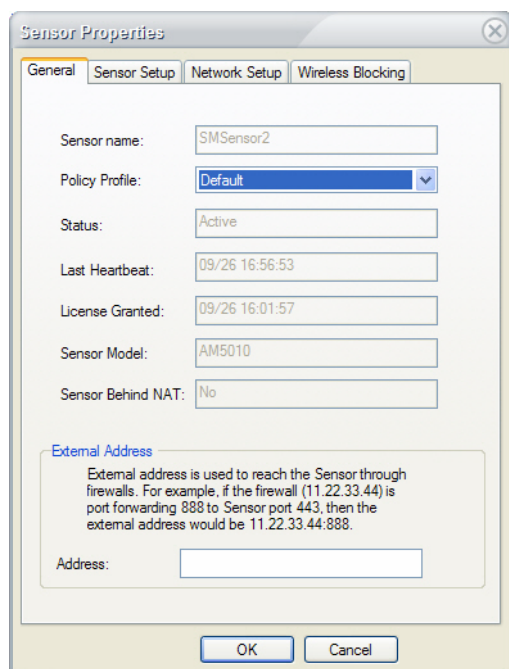 Sensor Properties
General Sensor Setup Network Setup Wireless Blocking
Sensor name: SMSensor2
Policy Profile: Default
Status: Active
Last Heartbeat: 09/26 16:56:53
License Granted: 09/26 16:01:57
Sensor Model: AM5010
Sensor Behind NAT: No
External Address
External address is used to reach the Sensor through
firewalls. For example, if the firewall (11.22.33.44) is
port forwarding 888 to Sensor port 443, then the
external address would be 11.22.33.44:888.
Address:
OK Cancel